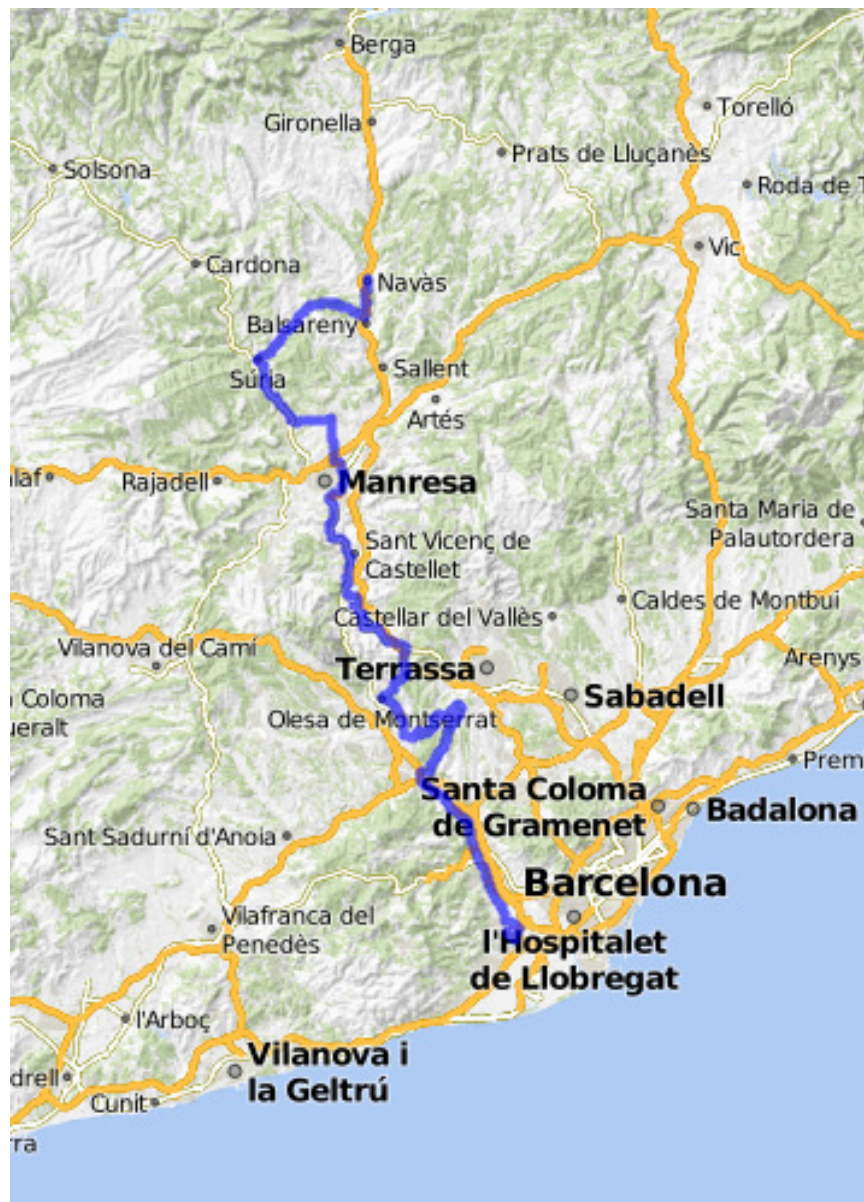 Berga
Torelló
Gironella
Prats de Lluçanès
Solsona
Roda de T
Vic
Cardona
Navàs
Balsareny
Súria
Sallent
Artés
laf
Rajadell
Manresa
Santa Maria de
Palautordera
Sant Vicenç de
Castellet
Caldes de Montbui
Castellar del Vallès
Vilanova del Camí
Arenys
Terrassa
Sabadell
a Coloma
ueralt
Olesa de Montserrat
Prem
Santa Coloma
de Gramenet
Badalona
Sant Sadurní d'Anoia
Barcelona
Vilafranca del
Penedès
l'Hospitalet
de Llobregat
l'Arboç
Vilanova i
la Geltrú
drell
Cunit
rra